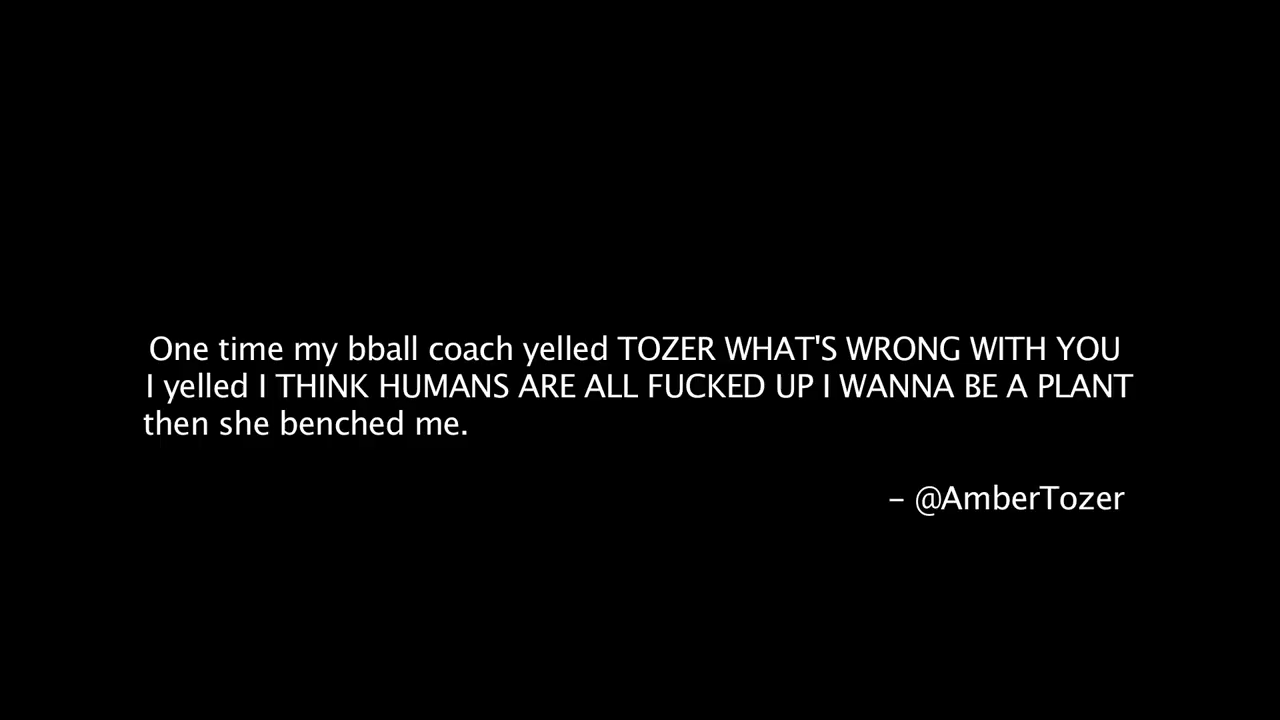 One time my bball coach yelled TOZER WHAT'S WRONG WITH YOU
I yelled I THINK HUMANS ARE ALL FUCKED UP I WANNA BE A PLANT
then she benched me.
– @AmberTozer